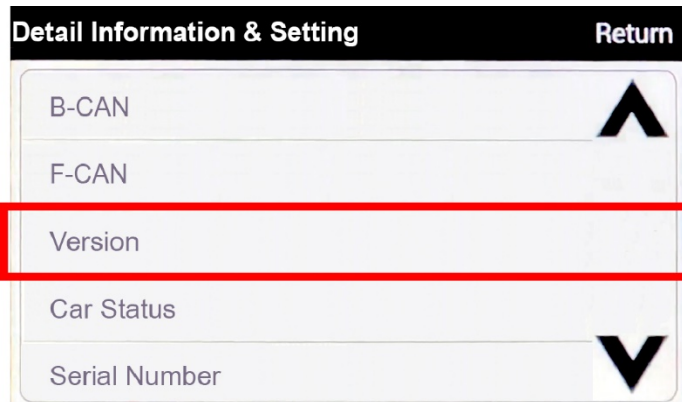 Detail Information & Setting
Return
B-CAN
F-CAN
Version
Car Status
Serial Number